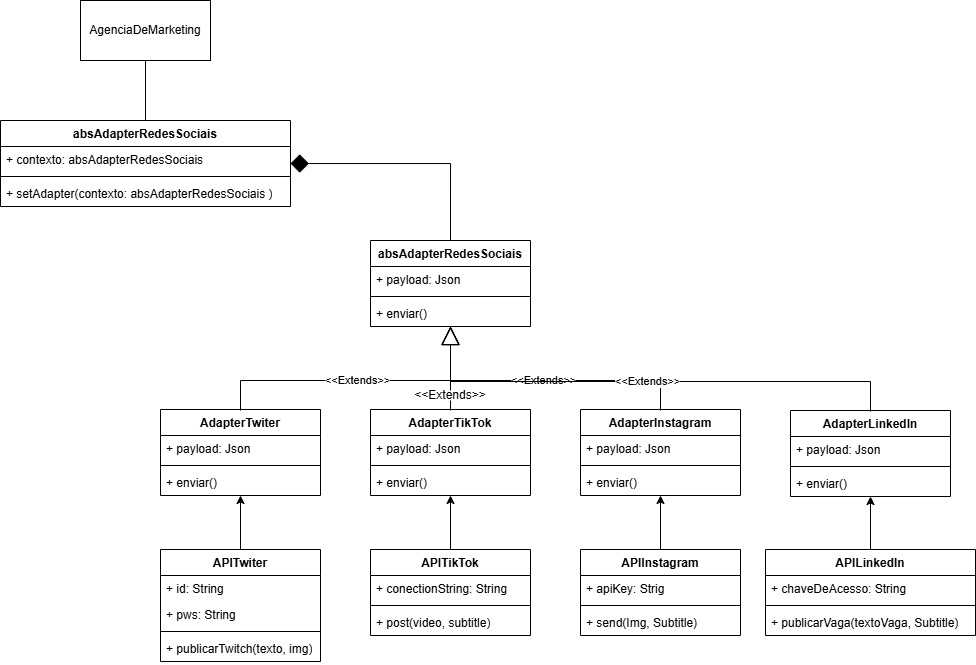 AgenciaDeMarketing
absAdapterRedesSociais
+ contexto: absAdapterRedesSociais
+ setAdapter(contexto: absAdapterRedesSociais )
absAdapterRedesSociais
+ payload: Json
+ enviar()
<<Extends>>
<<Extends>>
<<Extends>>
<<Extends>>
AdapterTwiter
+ payload: Json
+ enviar()
AdapterTikTok
+ payload: Json
+ enviar()
AdapterInstagram
+ payload: Json
+ enviar()
AdapterLinkedIn
+ payload: Json
+ enviar()
APITwiter
+ id: String
+ pws: String
+ publicarTwitch(texto, img)
APITikTok
+ conectionString: String
+ post(video, subtitle)
APIInstagram
+ apiKey: Strig
+ send(Img, Subtitle)
APILinkedIn
+ chaveDeAcesso: String
+ publicarVaga(textoVaga, Subtitle)